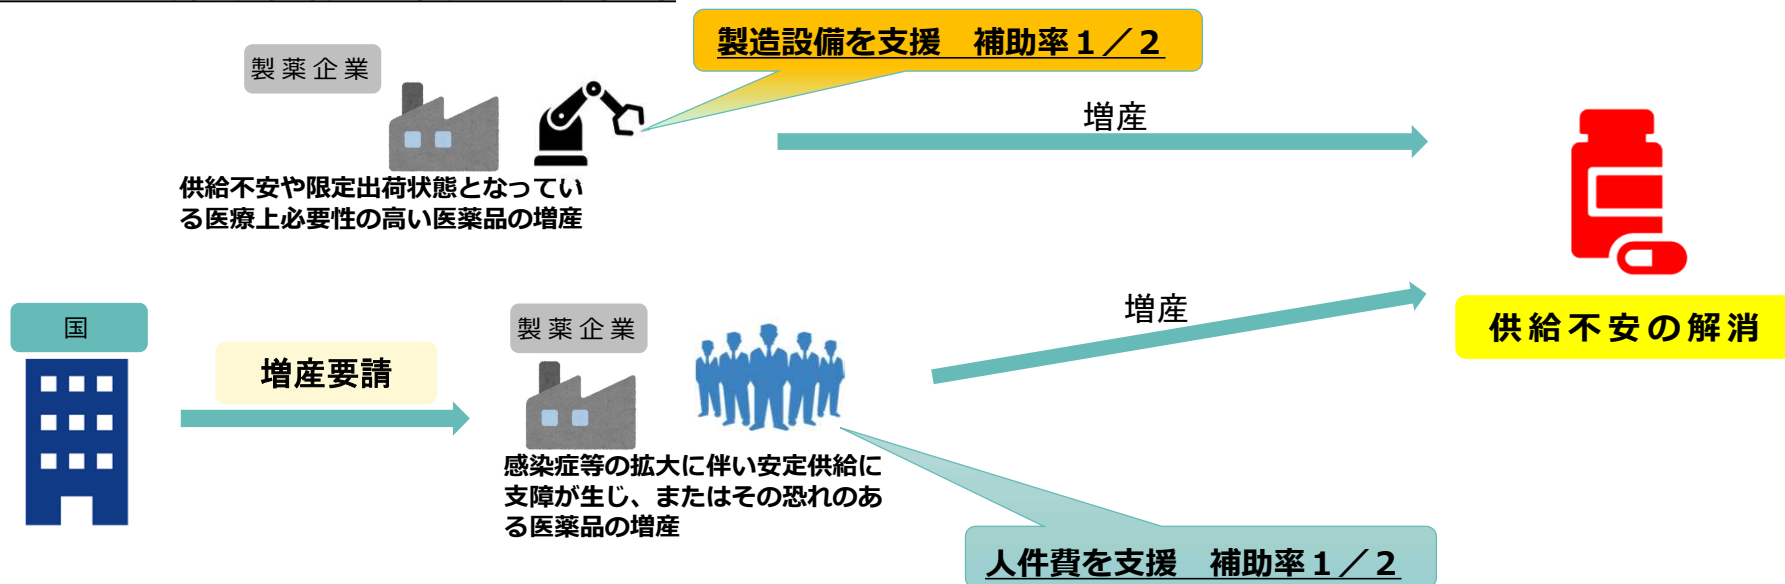 製造設備を支援　補助率１／２
製薬企業
増産
供給不安や限定出荷状態となってい
る医療上必要性の高い医薬品の増産
国
増産要請
製薬企業
増産
供給不安の解消
感染症等の拡大に伴い安定供給に
支障が生じ、またはその恐れのあ
る医薬品の増産
人件費を支援　補助率１／２